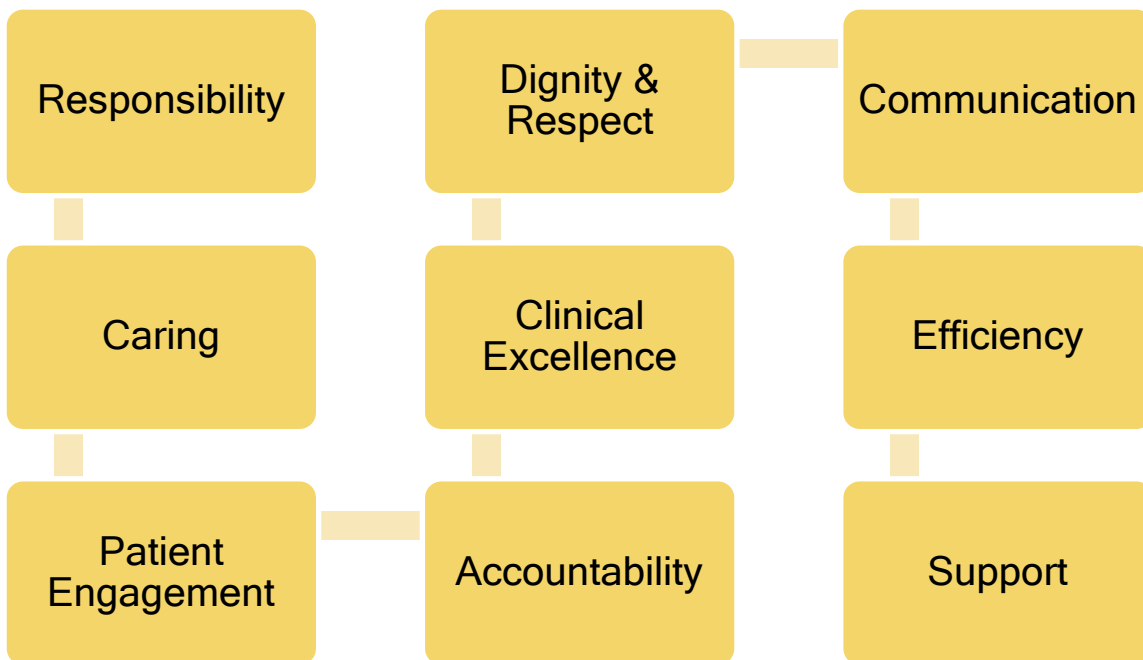 Responsibility
Caring
Patient
Engagement
Accountability
Clinical
Excellence
Dignity &
Respect
Communication
Efficiency
Support